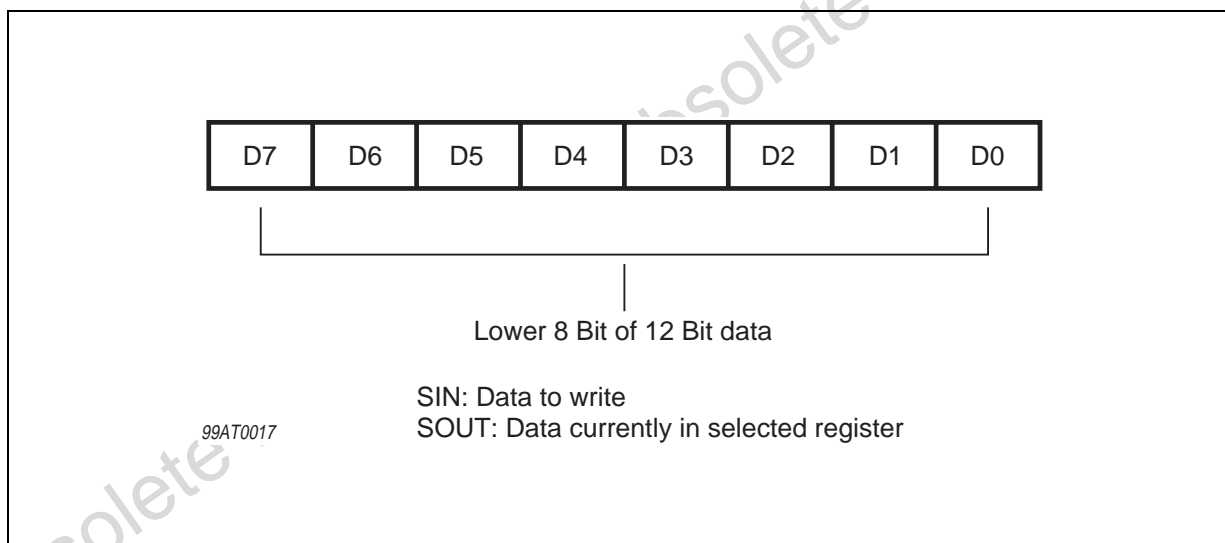 D7 D6 D5 D4 D3 D2 D1 D0
Lower 8 Bit of 12 Bit data
SIN: Data to write
SOUT: Data currently in selected register
99AT0017